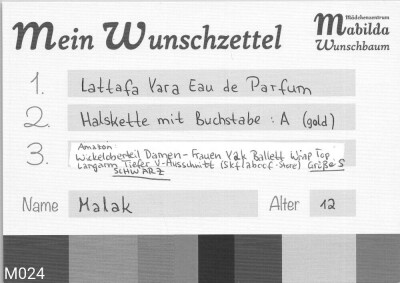 Mein Wunschzettel
Mädchenzentrum
Mabilda
Wunschbaum
1. Lattafa Yara Eau de Parfum
2. Halskette mit Buchstabe : A (gold)
3. Amazon
Wickeloberteil Damen - Frauen Yak Ballett Wrap Top
Langarm Tiefer V-Ausschnitt Größe S
SCHWARZ
Name Malak Alter 12
M024